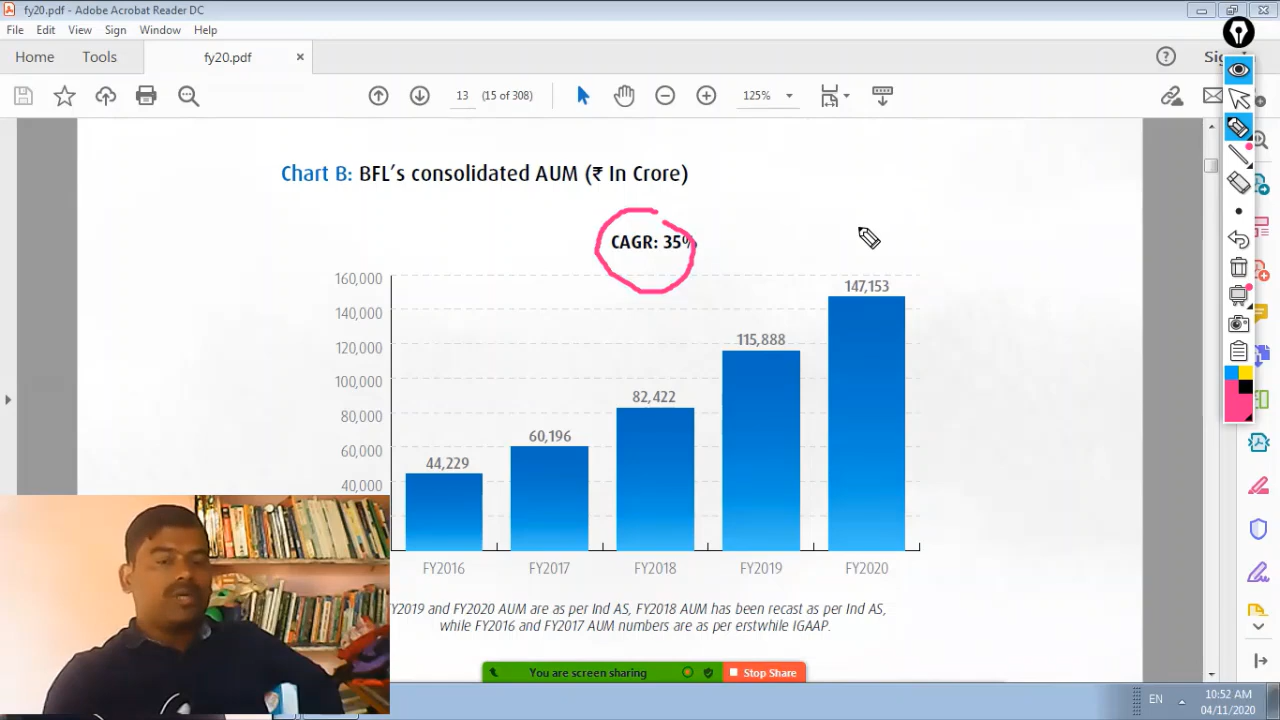 fy20.pdf - Adobe Acrobat Reader DC
File Edit View Sign Window Help
Home Tools fy20.pdf
13 (15 of 308) 125%
Chart B: BFL's consolidated AUM (₹ In Crore)
CAGR: 35%
160,000
140,000
120,000
100,000
80,000
60,000
40,000
44,229
60,196
82,422
115,888
147,153
FY2016 FY2017 FY2018 FY2019 FY2020
Y2019 and FY2020 AUM are as per Ind AS, FY2018 AUM has been recast as per Ind AS,
while FY2016 and FY2017 AUM numbers are as per erstwhile IGAAP.
You are screen sharing Stop Share
EN 10:52 AM
04/11/2020